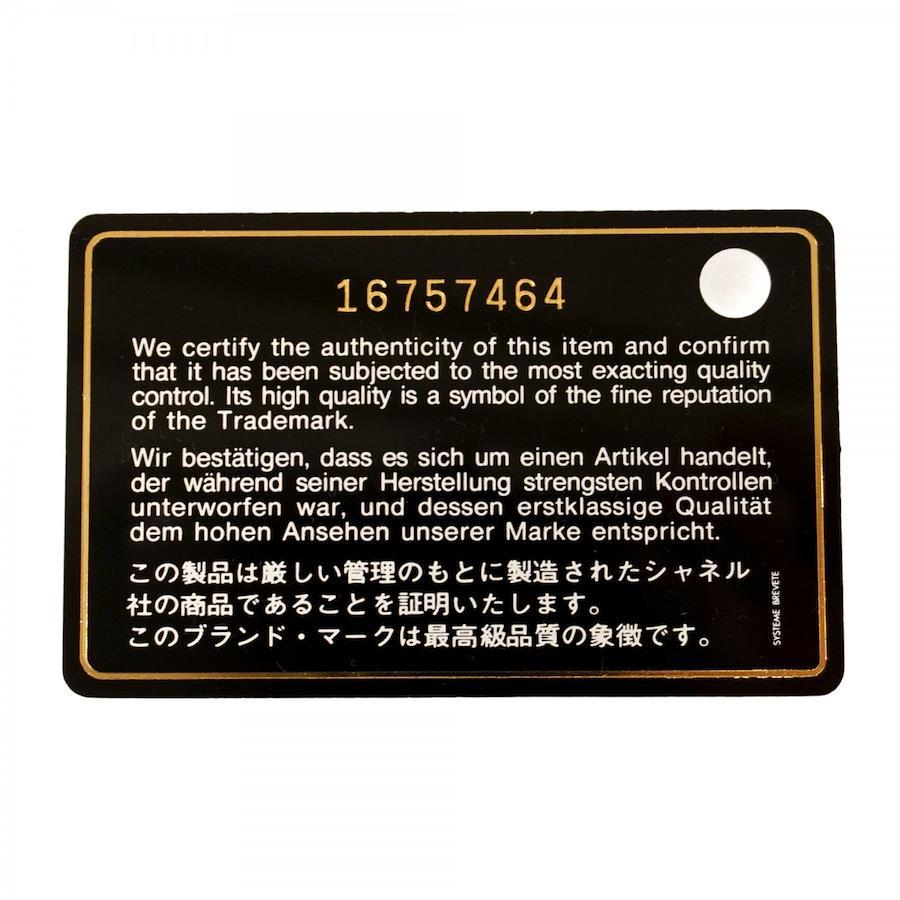 16757464
We certify the authenticity of this item and confirm
that it has been subjected to the most exacting quality
control. Its high quality is a symbol of the fine reputation
of the Trademark.
Wir bestätigen, dass es sich um einen Artikel handelt,
der während seiner Herstellung strengsten Kontrollen
unterworfen war, und dessen erstklassige Qualität
dem hohen Ansehen unserer Marke entspricht.
この製品は厳しい管理のもとに製造されたシャネル
社の商品であることを証明いたします。
このブランド・マークは最高級品質の象徴です。
SYSTEME BREVETE